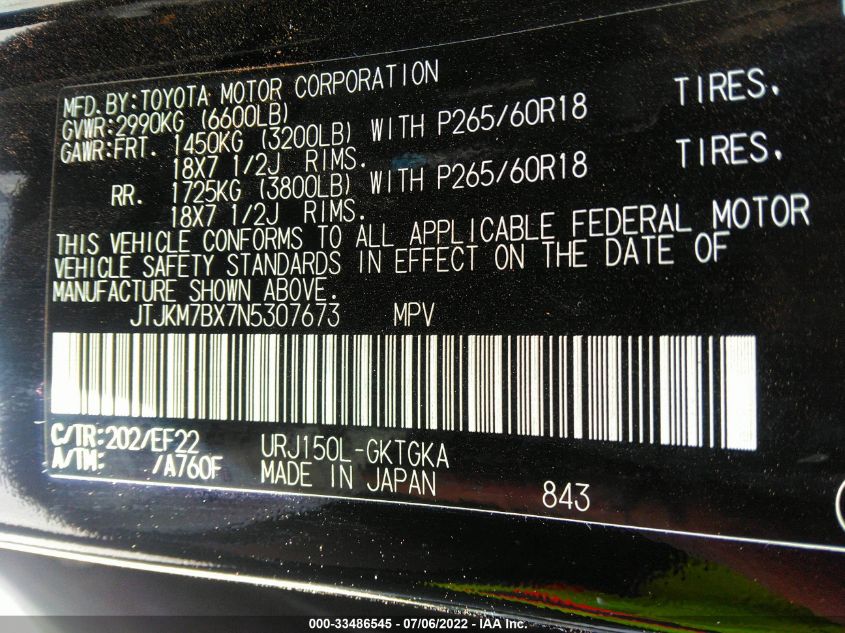 MFD.BY:TOYOTA MOTOR CORPORATION
GVWR:2990KG (6600LB)
GAWR:FRT. 1450KG (3200LB) WITH P265/60R18 TIRES.
18X7 1/2J RIMS.
RR. 1725KG (3800LB) WITH P265/60R18 TIRES.
18X7 1/2J RIMS.
THIS VEHICLE CONFORMS TO ALL APPLICABLE FEDERAL MOTOR
VEHICLE SAFETY STANDARDS IN EFFECT ON THE DATE OF
MANUFACTURE SHOWN ABOVE.
JTJKM7BX7N5307673 MPV
C/TR:202/EF22 URJ150L-GKTGKA
A/TM: /A760F MADE IN JAPAN 843
000-33486545 - 07/06/2022 - IAA Inc.